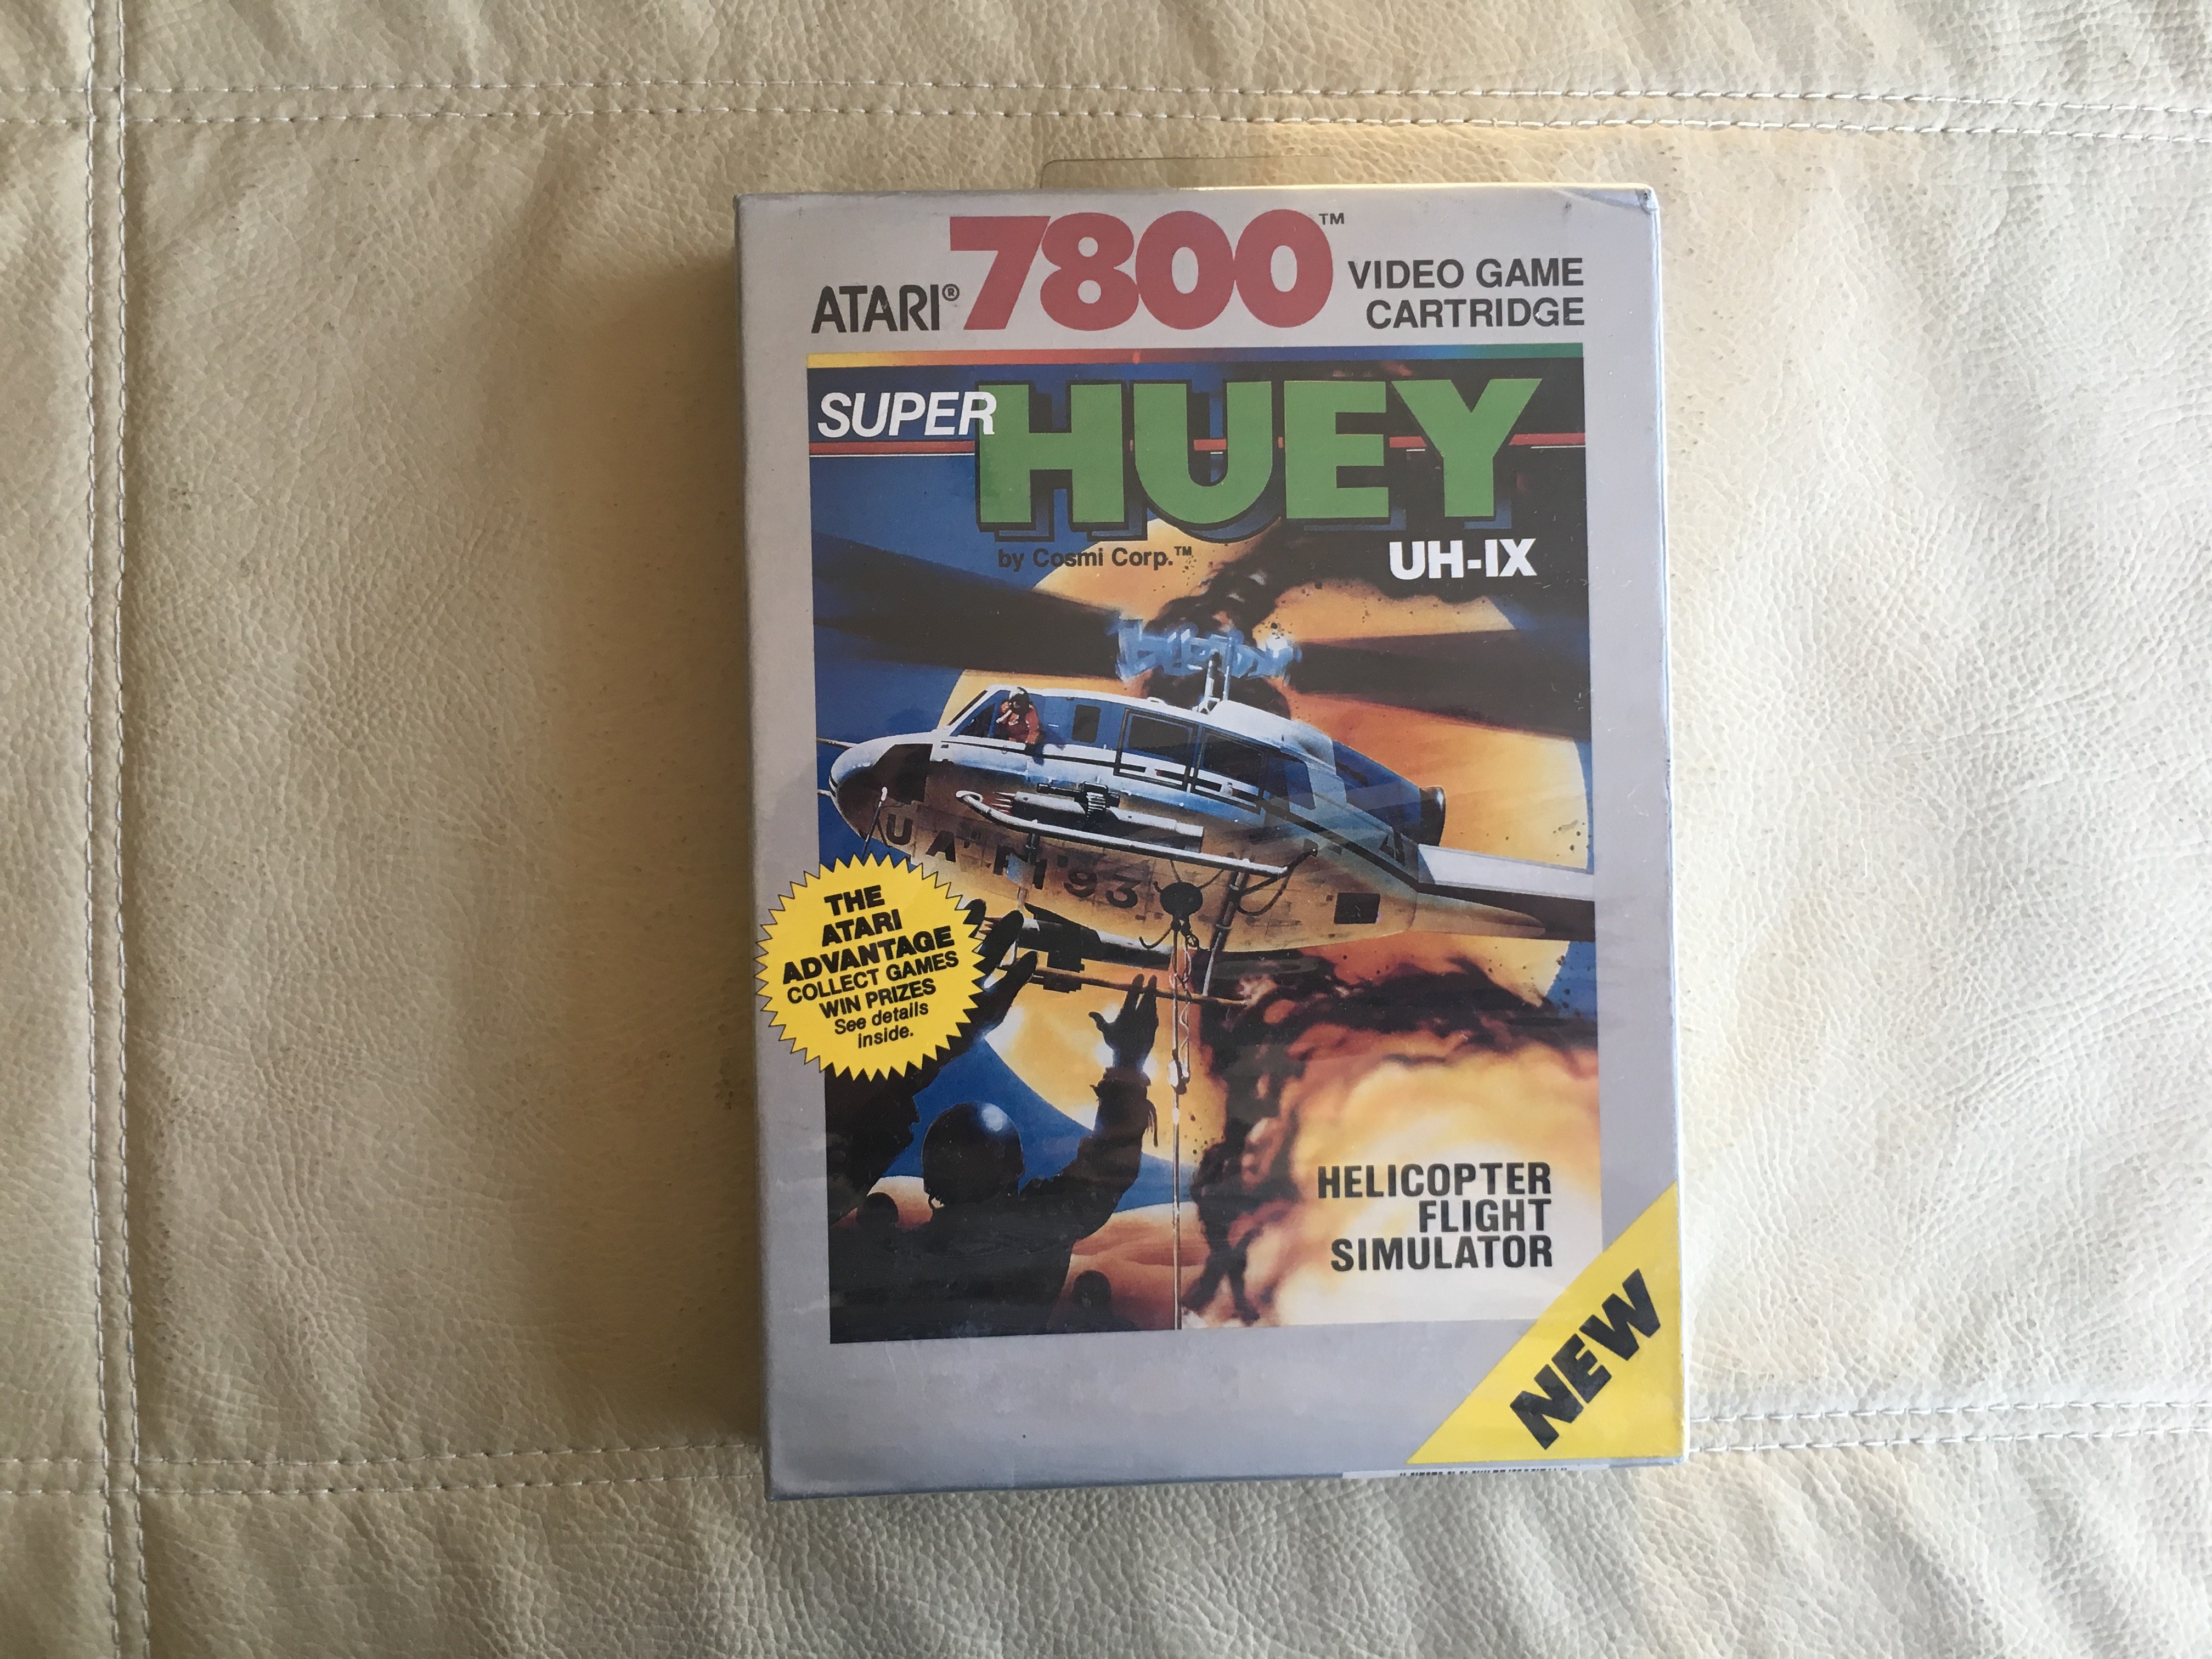 7800™
ATARI®
VIDEO GAME
CARTRIDGE
SUPER
HUEY
by Cosmi Corp.™
UH-IX
THE
ATARI
ADVANTAGE
COLLECT GAMES
WIN PRIZES
See details
inside.
HELICOPTER
FLIGHT
SIMULATOR
NEW